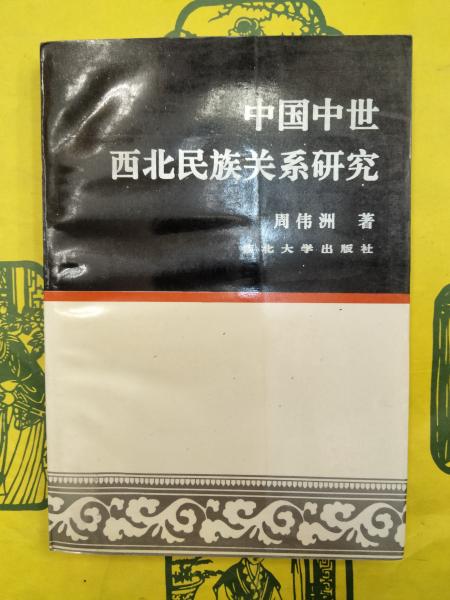 中国中世
西北民族关系研究
周伟洲 著
西北大学出版社